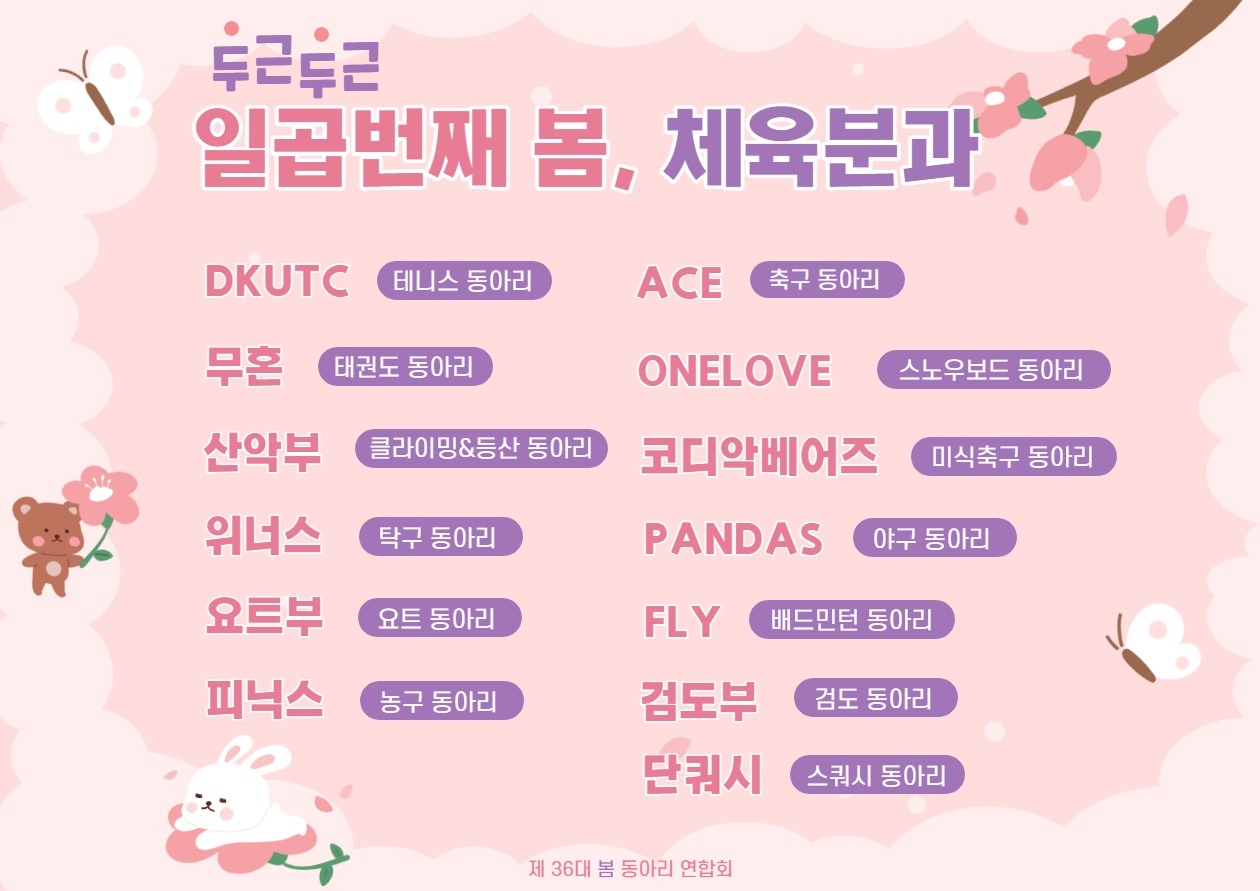 두근두근
일곱번째 봄, 체육분과
DKUTC 테니스 동아리
무혼 태권도 동아리
산악부 클라이밍&등산 동아리
위너스 탁구 동아리
요트부 요트 동아리
피닉스 농구 동아리
ACE 축구 동아리
ONELOVE 스노우보드 동아리
코디악베어즈 미식축구 동아리
PANDAS 야구 동아리
FLY 배드민턴 동아리
검도부 검도 동아리
단쿼시 스쿼시 동아리
제 36대 봄 동아리 연합회